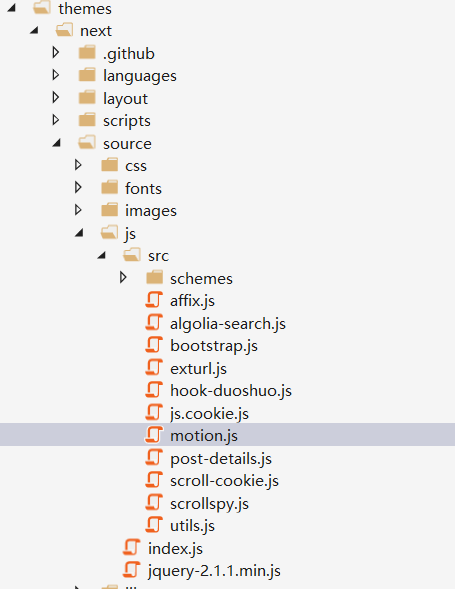 themes
next
.github
languages
layout
scripts
source
css
fonts
images
js
src
schemes
affix.js
algolia-search.js
bootstrap.js
exturl.js
hook-duoshuo.js
js.cookie.js
motion.js
post-details.js
scroll-cookie.js
scrollspy.js
utils.js
index.js
jquery-2.1.1.min.js